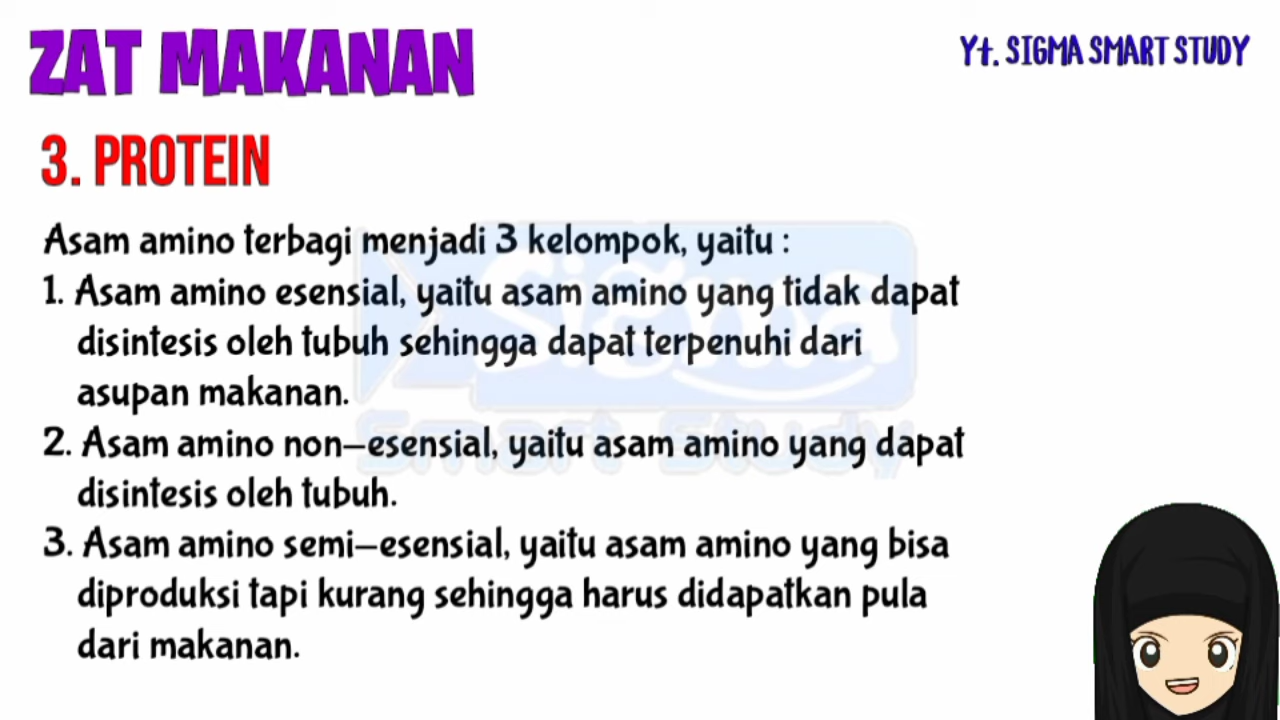 ZAT MAKANAN
Yt. SIGMA SMART STUDY
3. PROTEIN
Asam amino terbagi menjadi 3 kelompok, yaitu :
1. Asam amino esensial, yaitu asam amino yang tidak dapat
disintesis oleh tubuh sehingga dapat terpenuhi dari
asupan makanan.
2. Asam amino non–esensial, yaitu asam amino yang dapat
disintesis oleh tubuh.
3. Asam amino semi–esensial, yaitu asam amino yang bisa
diproduksi tapi kurang sehingga harus didapatkan pula
dari makanan.
Sigma
Smart Study